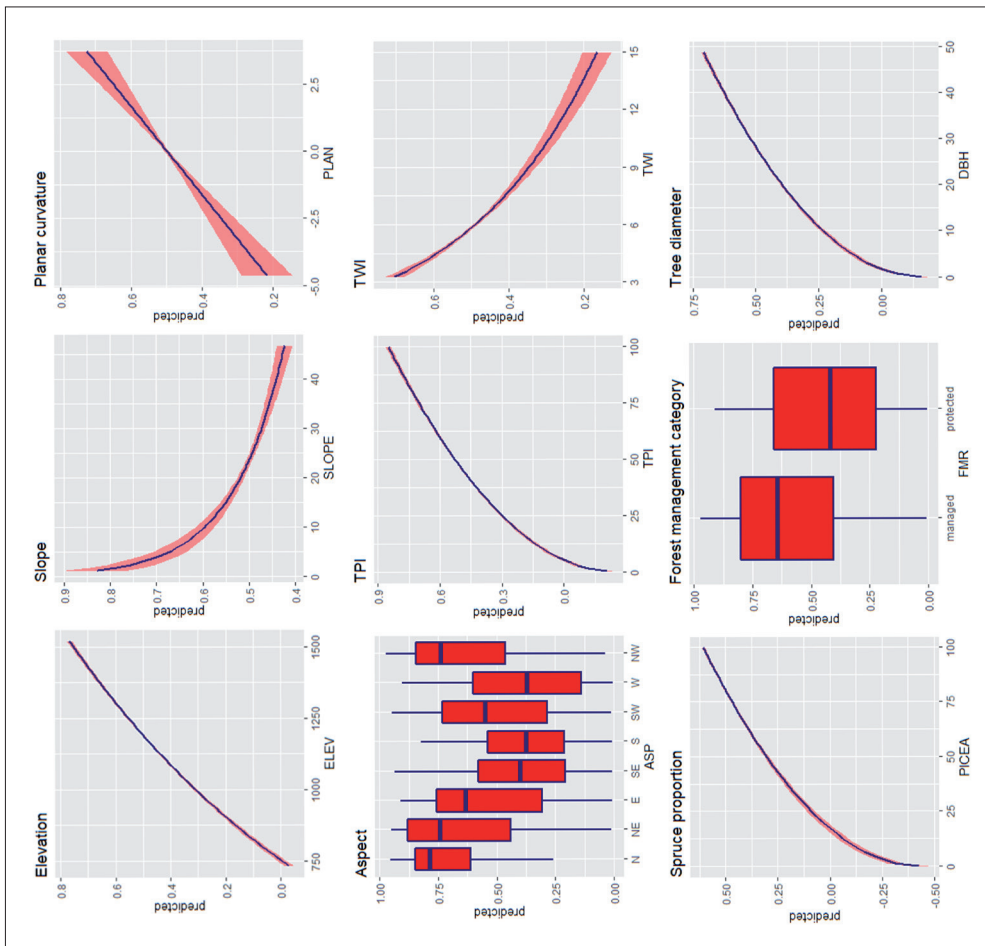 Elevation
predicted
0.8
0.6
0.4
0.2
0.0
750
1000
1250
1500
ELEV
Slope
predicted
0.9
0.8
0.7
0.6
0.5
0.4
0
10
20
30
40
SLOPE
Planar curvature
predicted
0.8
0.6
0.4
0.2
-5.0
-2.5
0.0
2.5
PLAN
Aspect
predicted
1.00
0.75
0.50
0.25
0.00
N
NE
E
SE
S
SW
W
NW
ASP
TPI
predicted
0.9
0.6
0.3
0.0
0
25
50
75
100
TPI
TWI
predicted
0.6
0.4
0.2
3
6
9
12
15
TWI
Spruce proportion
predicted
0.50
0.25
0.00
-0.25
-0.50
0
25
50
75
100
PICEA
Forest management category
predicted
1.00
0.75
0.50
0.25
0.00
managed
protected
FMR
Tree diameter
predicted
0.75
0.50
0.25
0.00
0
10
20
30
40
50
DBH